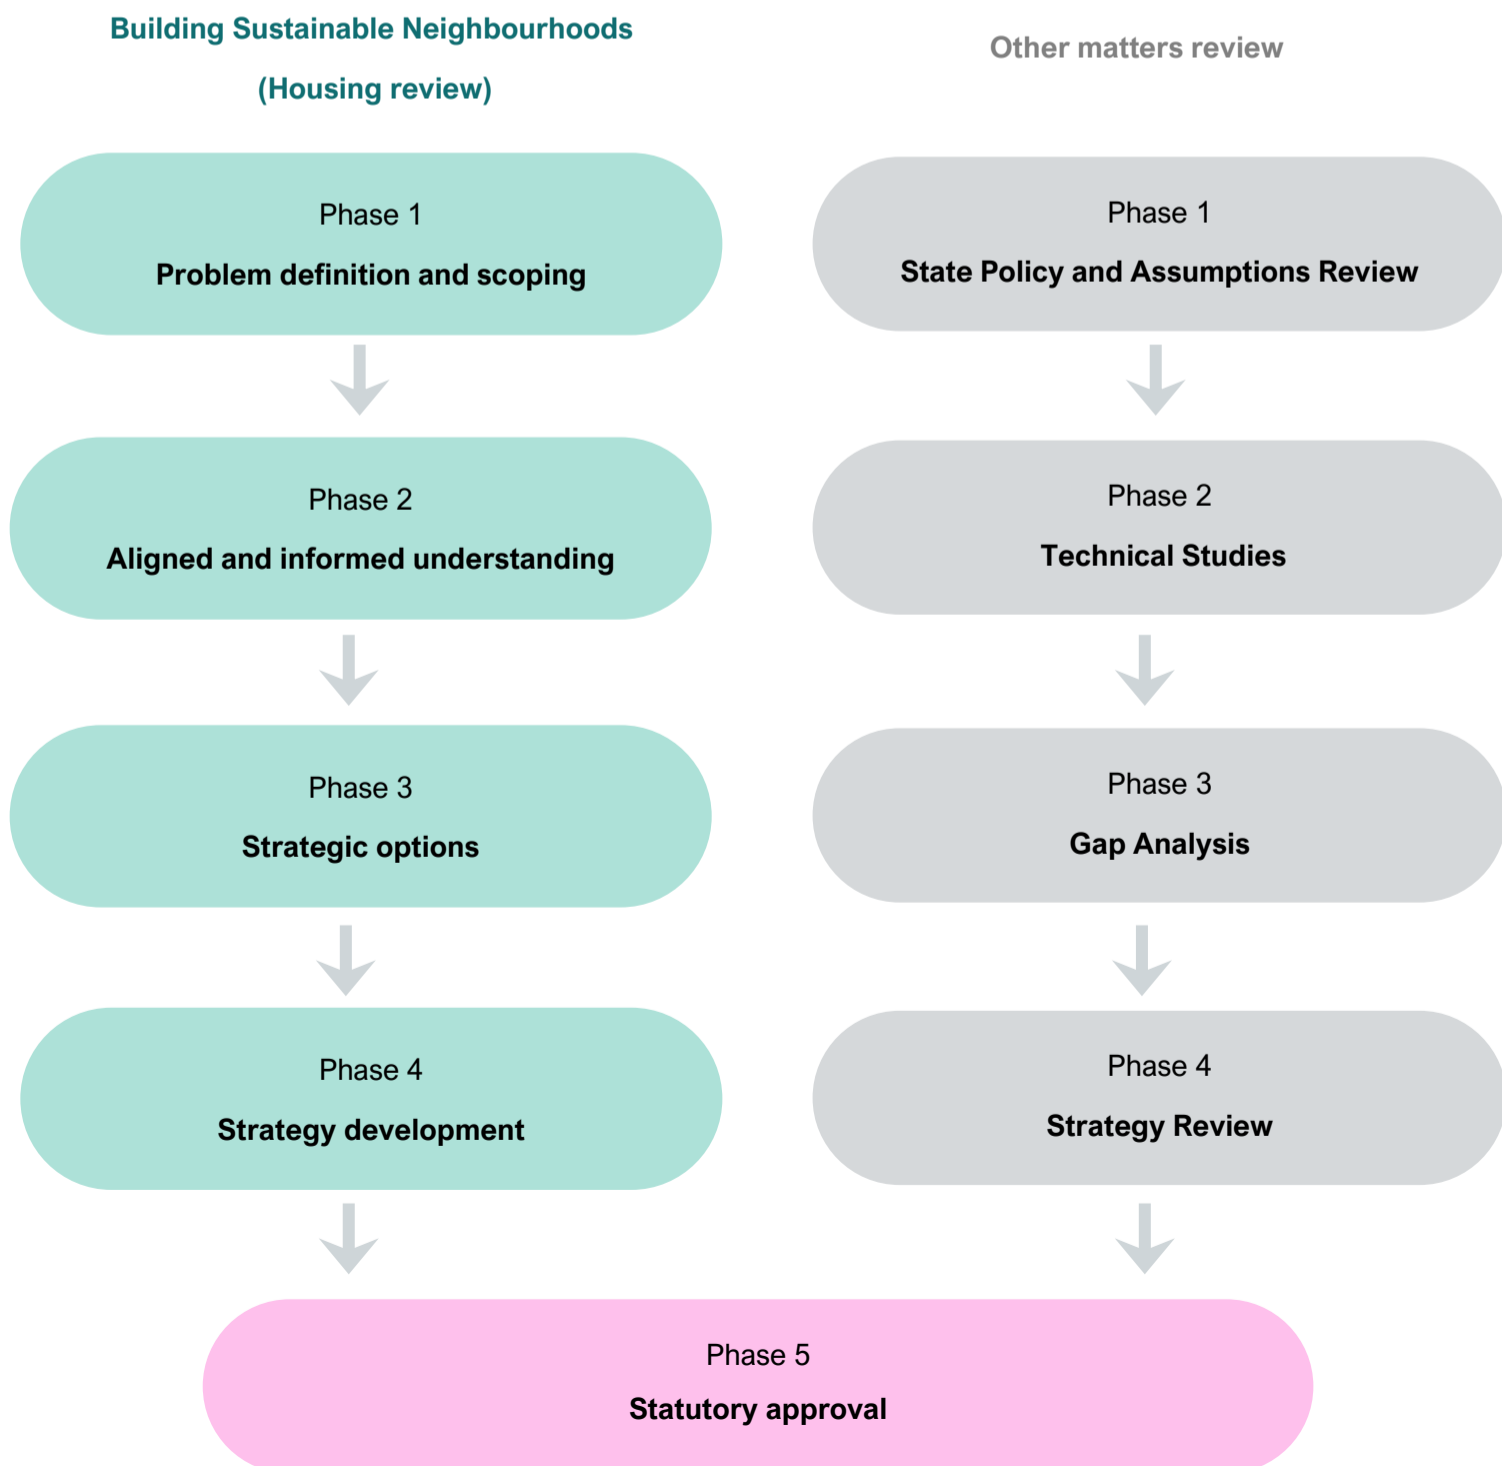 Building Sustainable Neighbourhoods
(Housing review)
Phase 1
Problem definition and scoping
Phase 2
Aligned and informed understanding
Phase 3
Strategic options
Phase 4
Strategy development
Other matters review
Phase 1
State Policy and Assumptions Review
Phase 2
Technical Studies
Phase 3
Gap Analysis
Phase 4
Strategy Review
Phase 5
Statutory approval